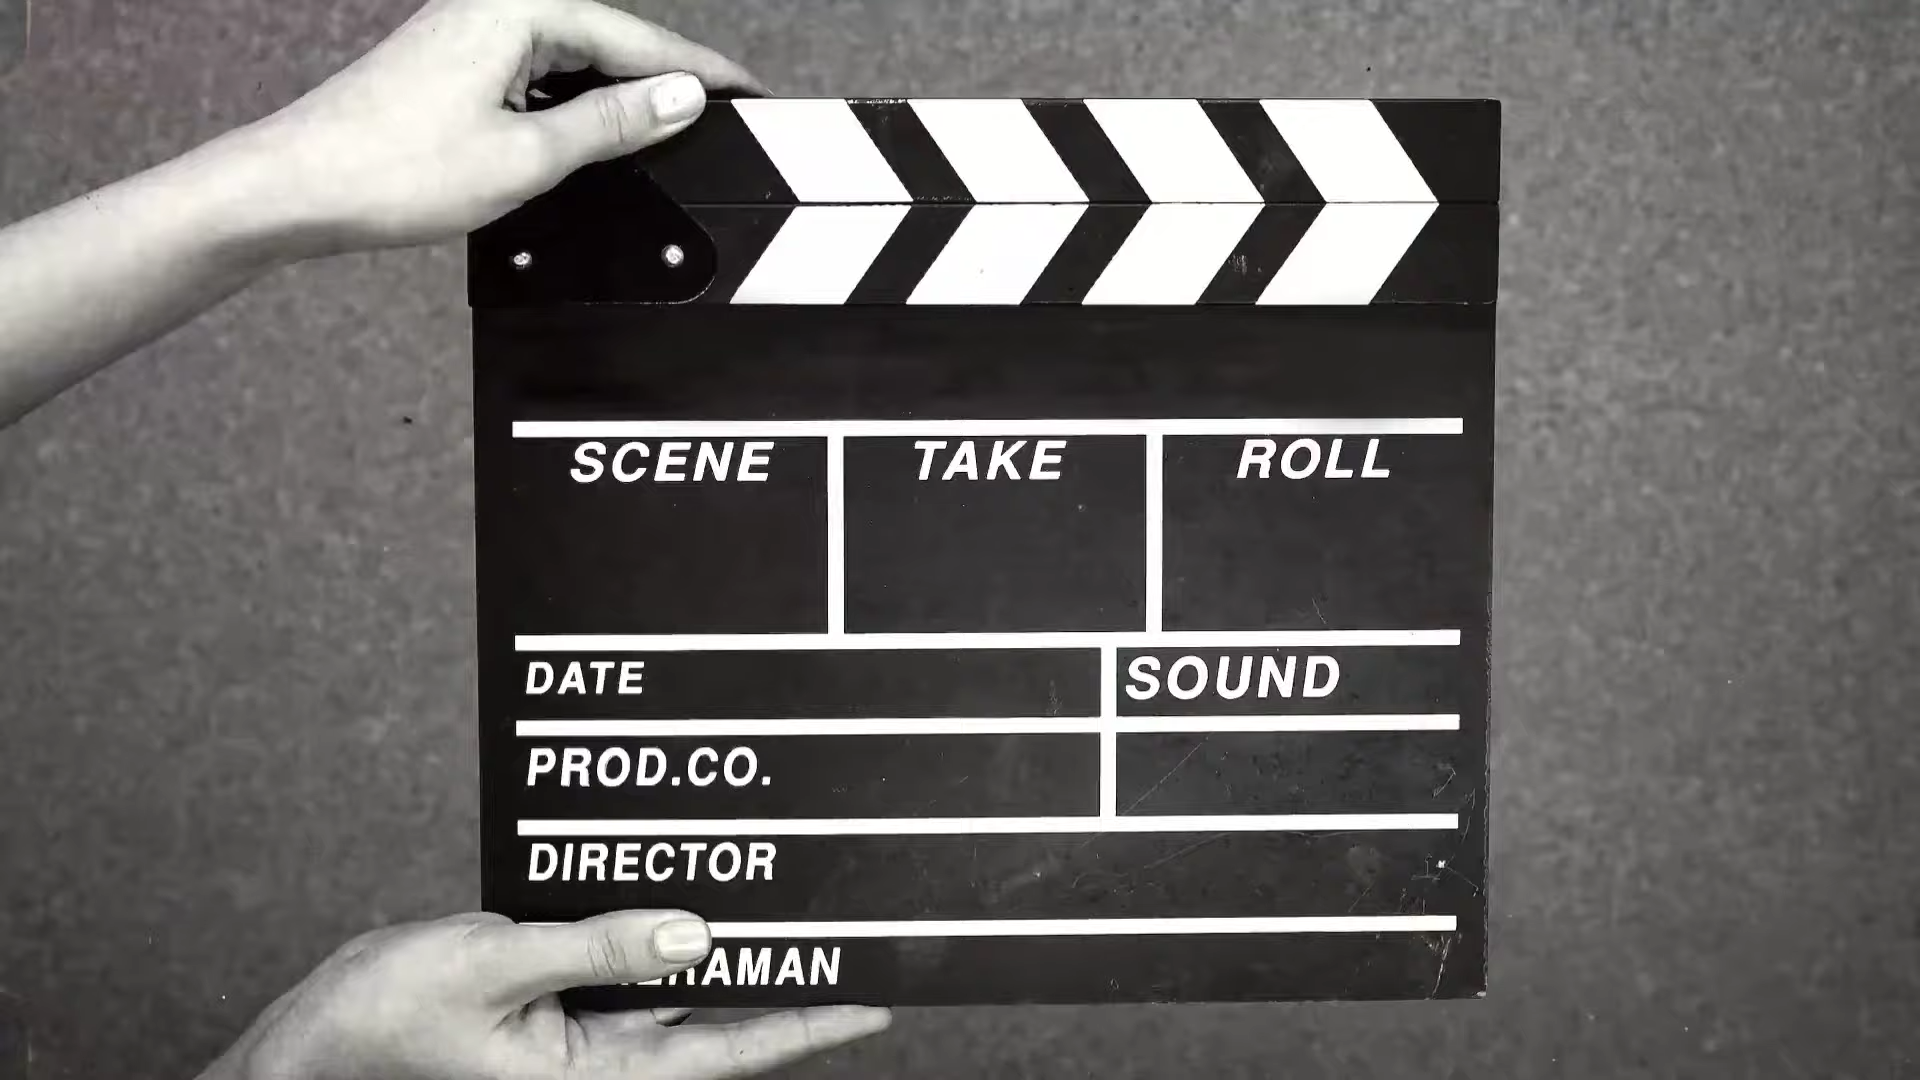 SCENE TAKE ROLL
DATE SOUND
PROD.CO.
DIRECTOR